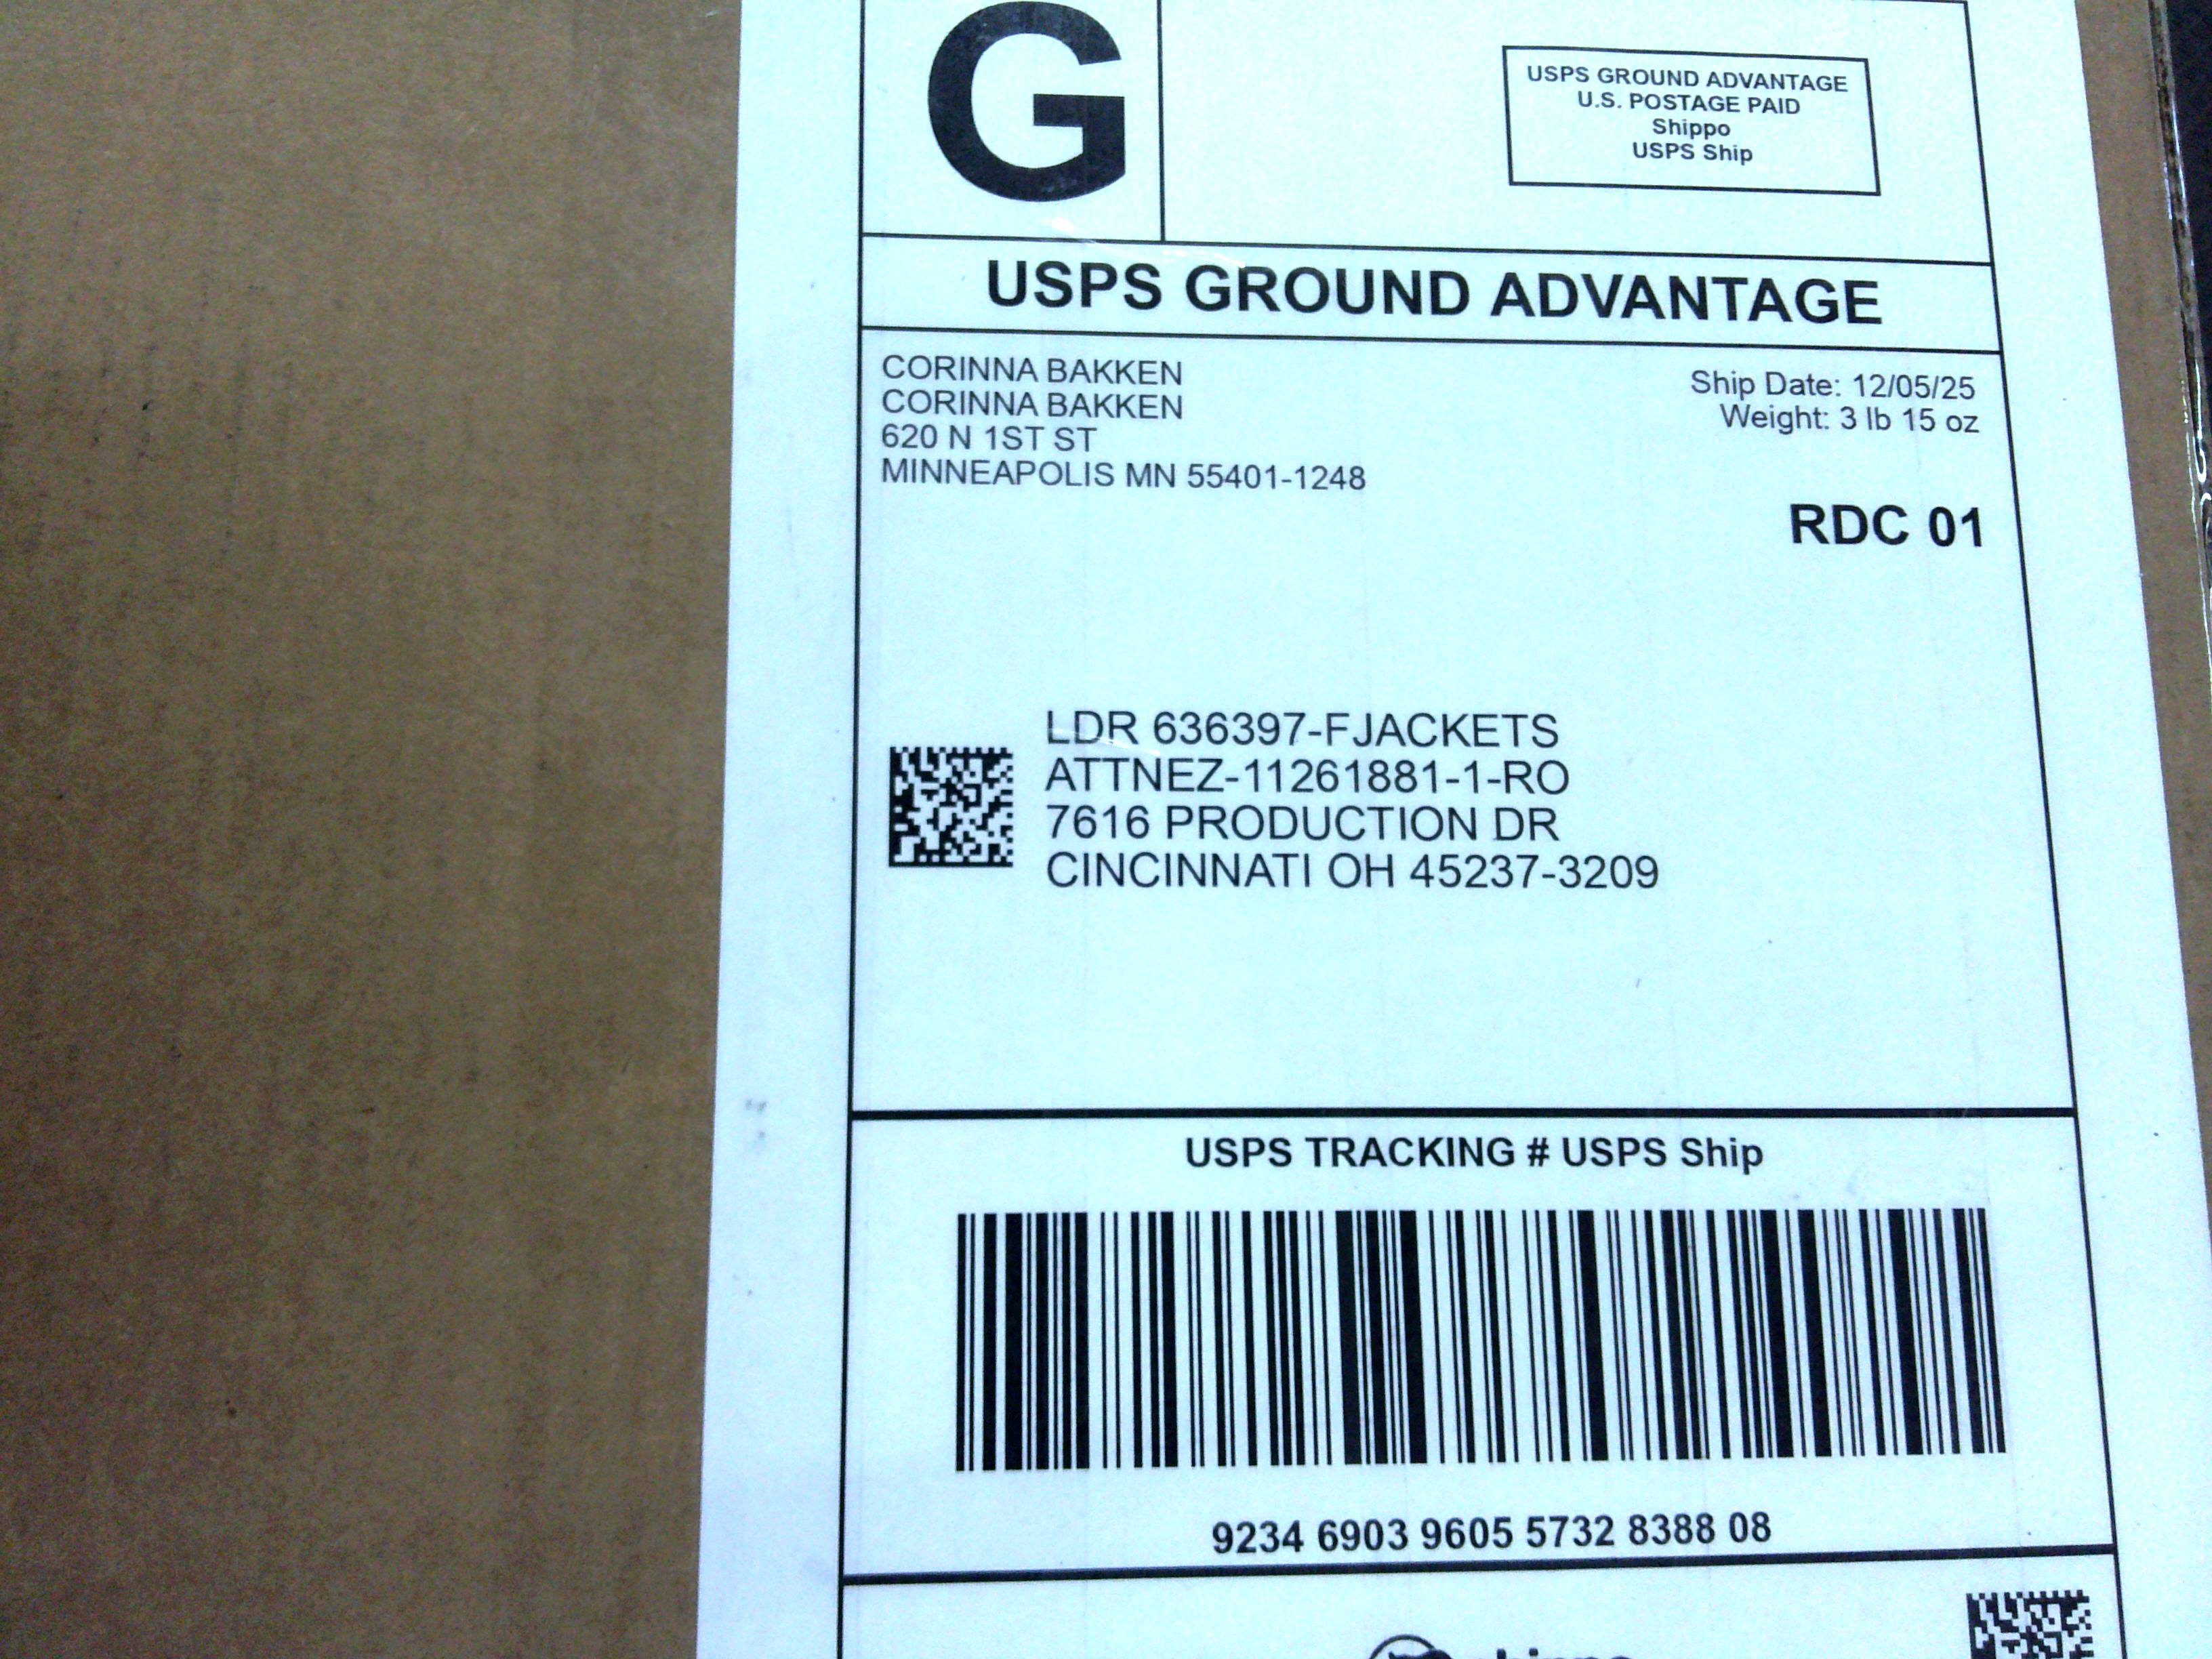 G
USPS GROUND ADVANTAGE
U.S. POSTAGE PAID
Shippo
USPS Ship
USPS GROUND ADVANTAGE
CORINNA BAKKEN
CORINNA BAKKEN
620 N 1ST ST
MINNEAPOLIS MN 55401-1248
Ship Date: 12/05/25
Weight: 3 lb 15 oz
RDC 01
LDR 636397-FJACKETS
ATTNEZ-11261881-1-RO
7616 PRODUCTION DR
CINCINNATI OH 45237-3209
USPS TRACKING # USPS Ship
9234 6903 9605 5732 8388 08